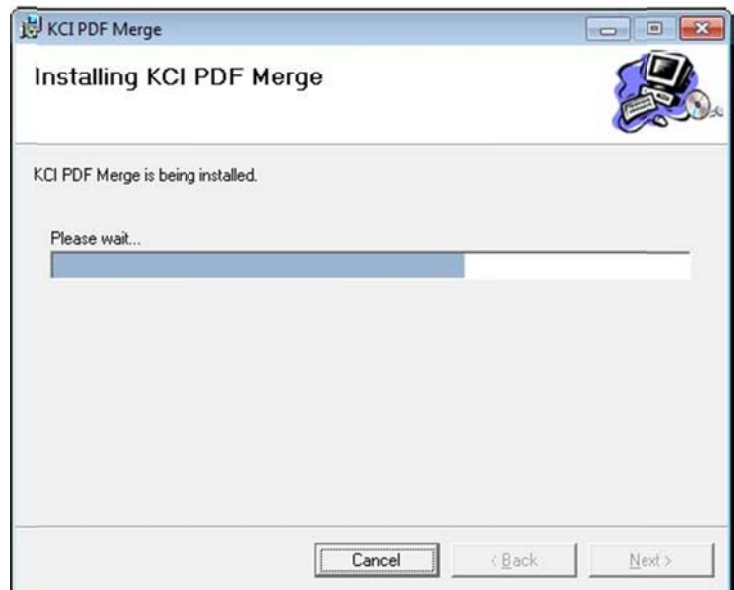 KCI PDF Merge
Installing KCI PDF Merge
KCI PDF Merge is being installed.
Please wait...
Cancel
< Back
Next >